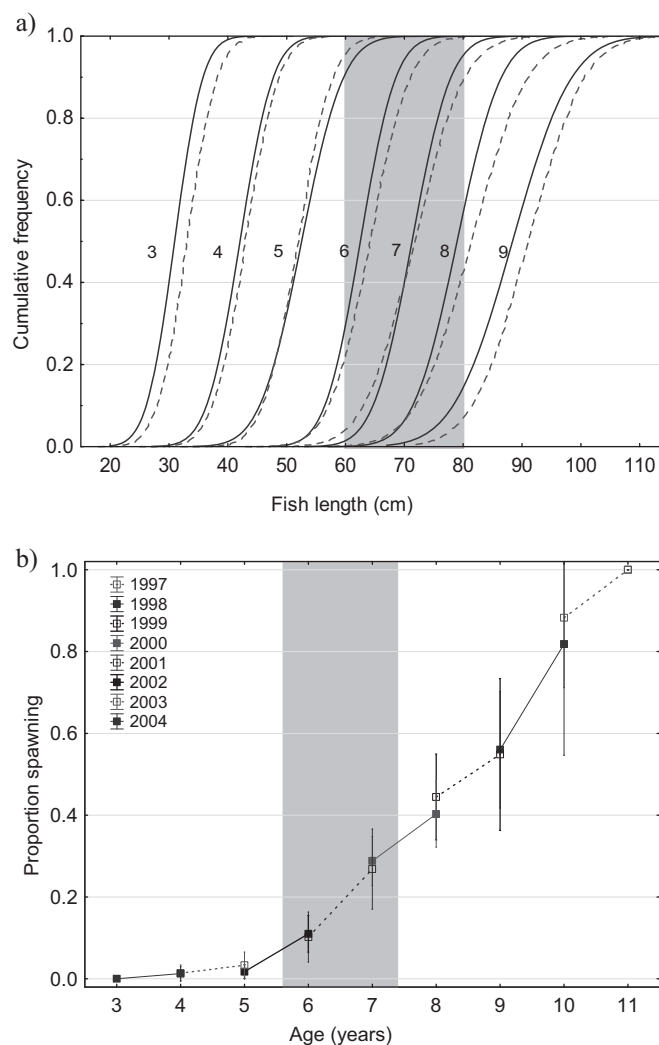 a)
1.0
0.8
0.6
0.4
0.2
0.0
Cumulative frequency
3 4 5 6 7 8 9
20 30 40 50 60 70 80 90 100 110
Fish length (cm)
b)
1.0
0.8
0.6
0.4
0.2
0.0
Proportion spawning
1997
1998
1999
2000
2001
2002
2003
2004
3 4 5 6 7 8 9 10 11
Age (years)